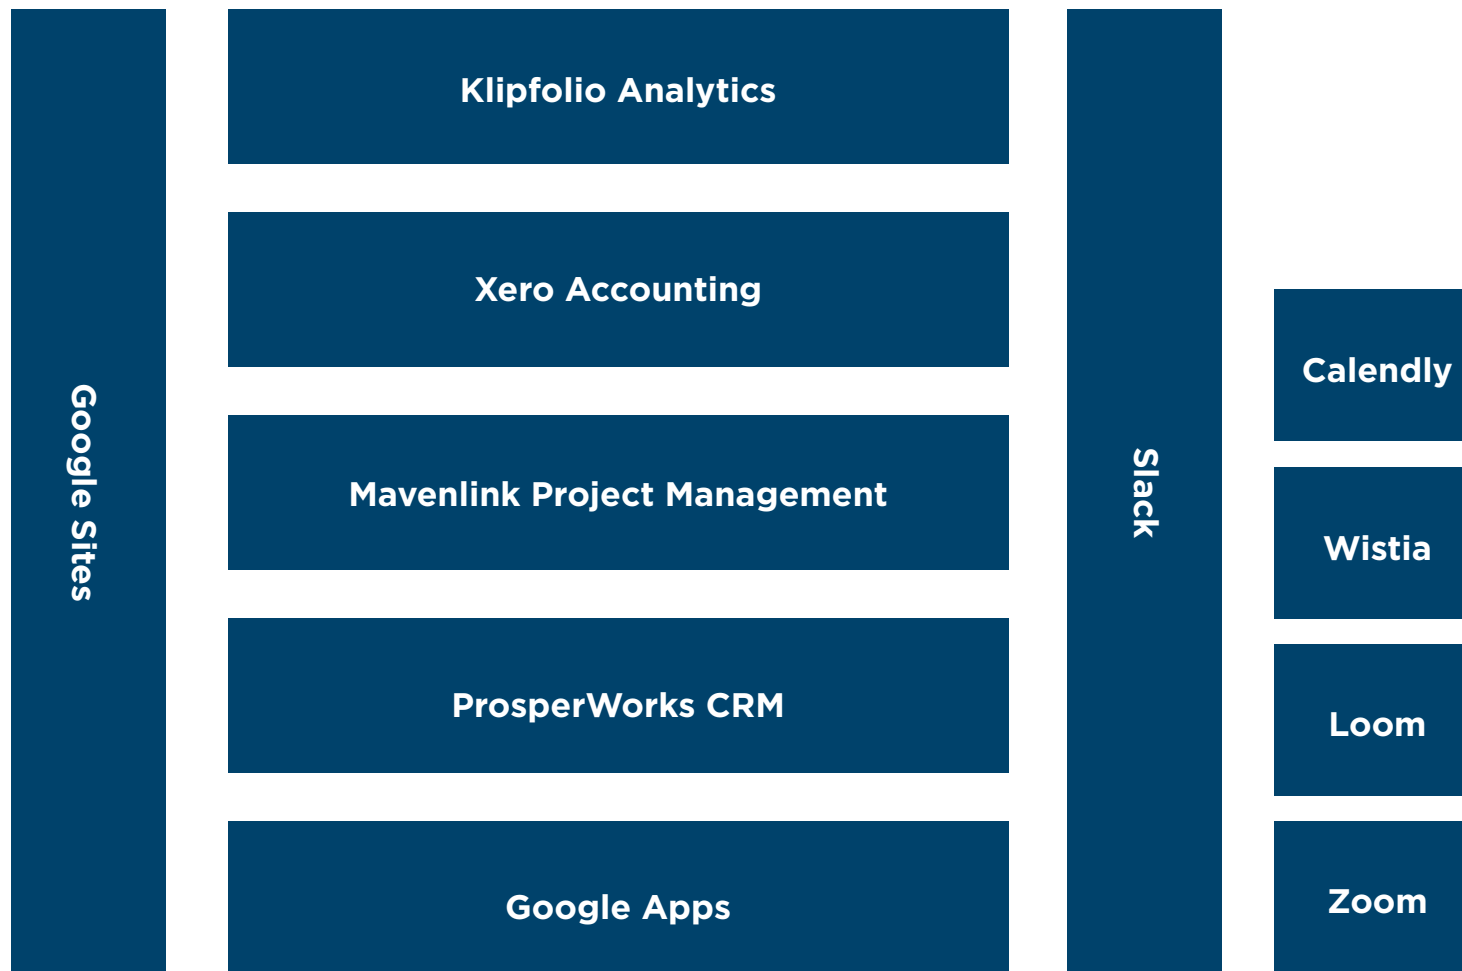 Google Sites
Klipfolio Analytics
Xero Accounting
Mavenlink Project Management
ProsperWorks CRM
Google Apps
Slack
Calendly
Wistia
Loom
Zoom